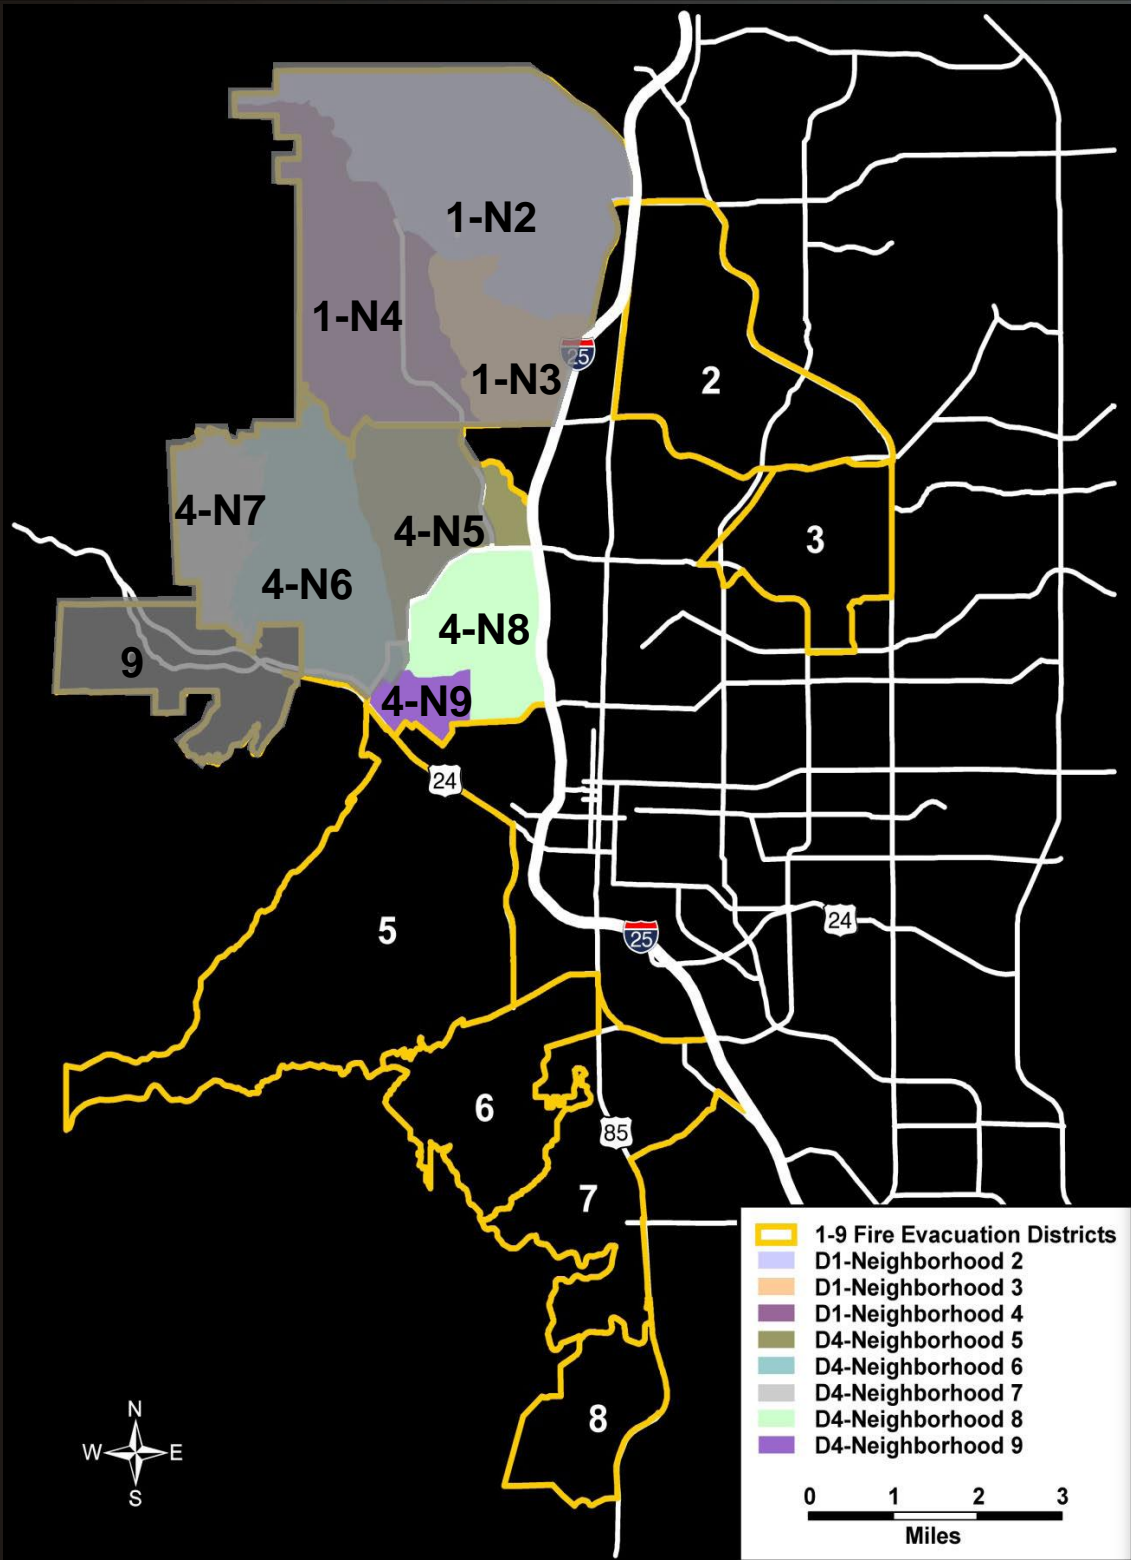 1-N2
1-N4
25
1-N3
2
4-N7
4-N5
3
4-N6
4-N8
9
4-N9
24
5
24
25
6
85
7
1-9 Fire Evacuation Districts
D1-Neighborhood 2
D1-Neighborhood 3
D1-Neighborhood 4
D4-Neighborhood 5
D4-Neighborhood 6
D4-Neighborhood 7
D4-Neighborhood 8
D4-Neighborhood 9
8
N
W E
S
0 1 2 3
Miles